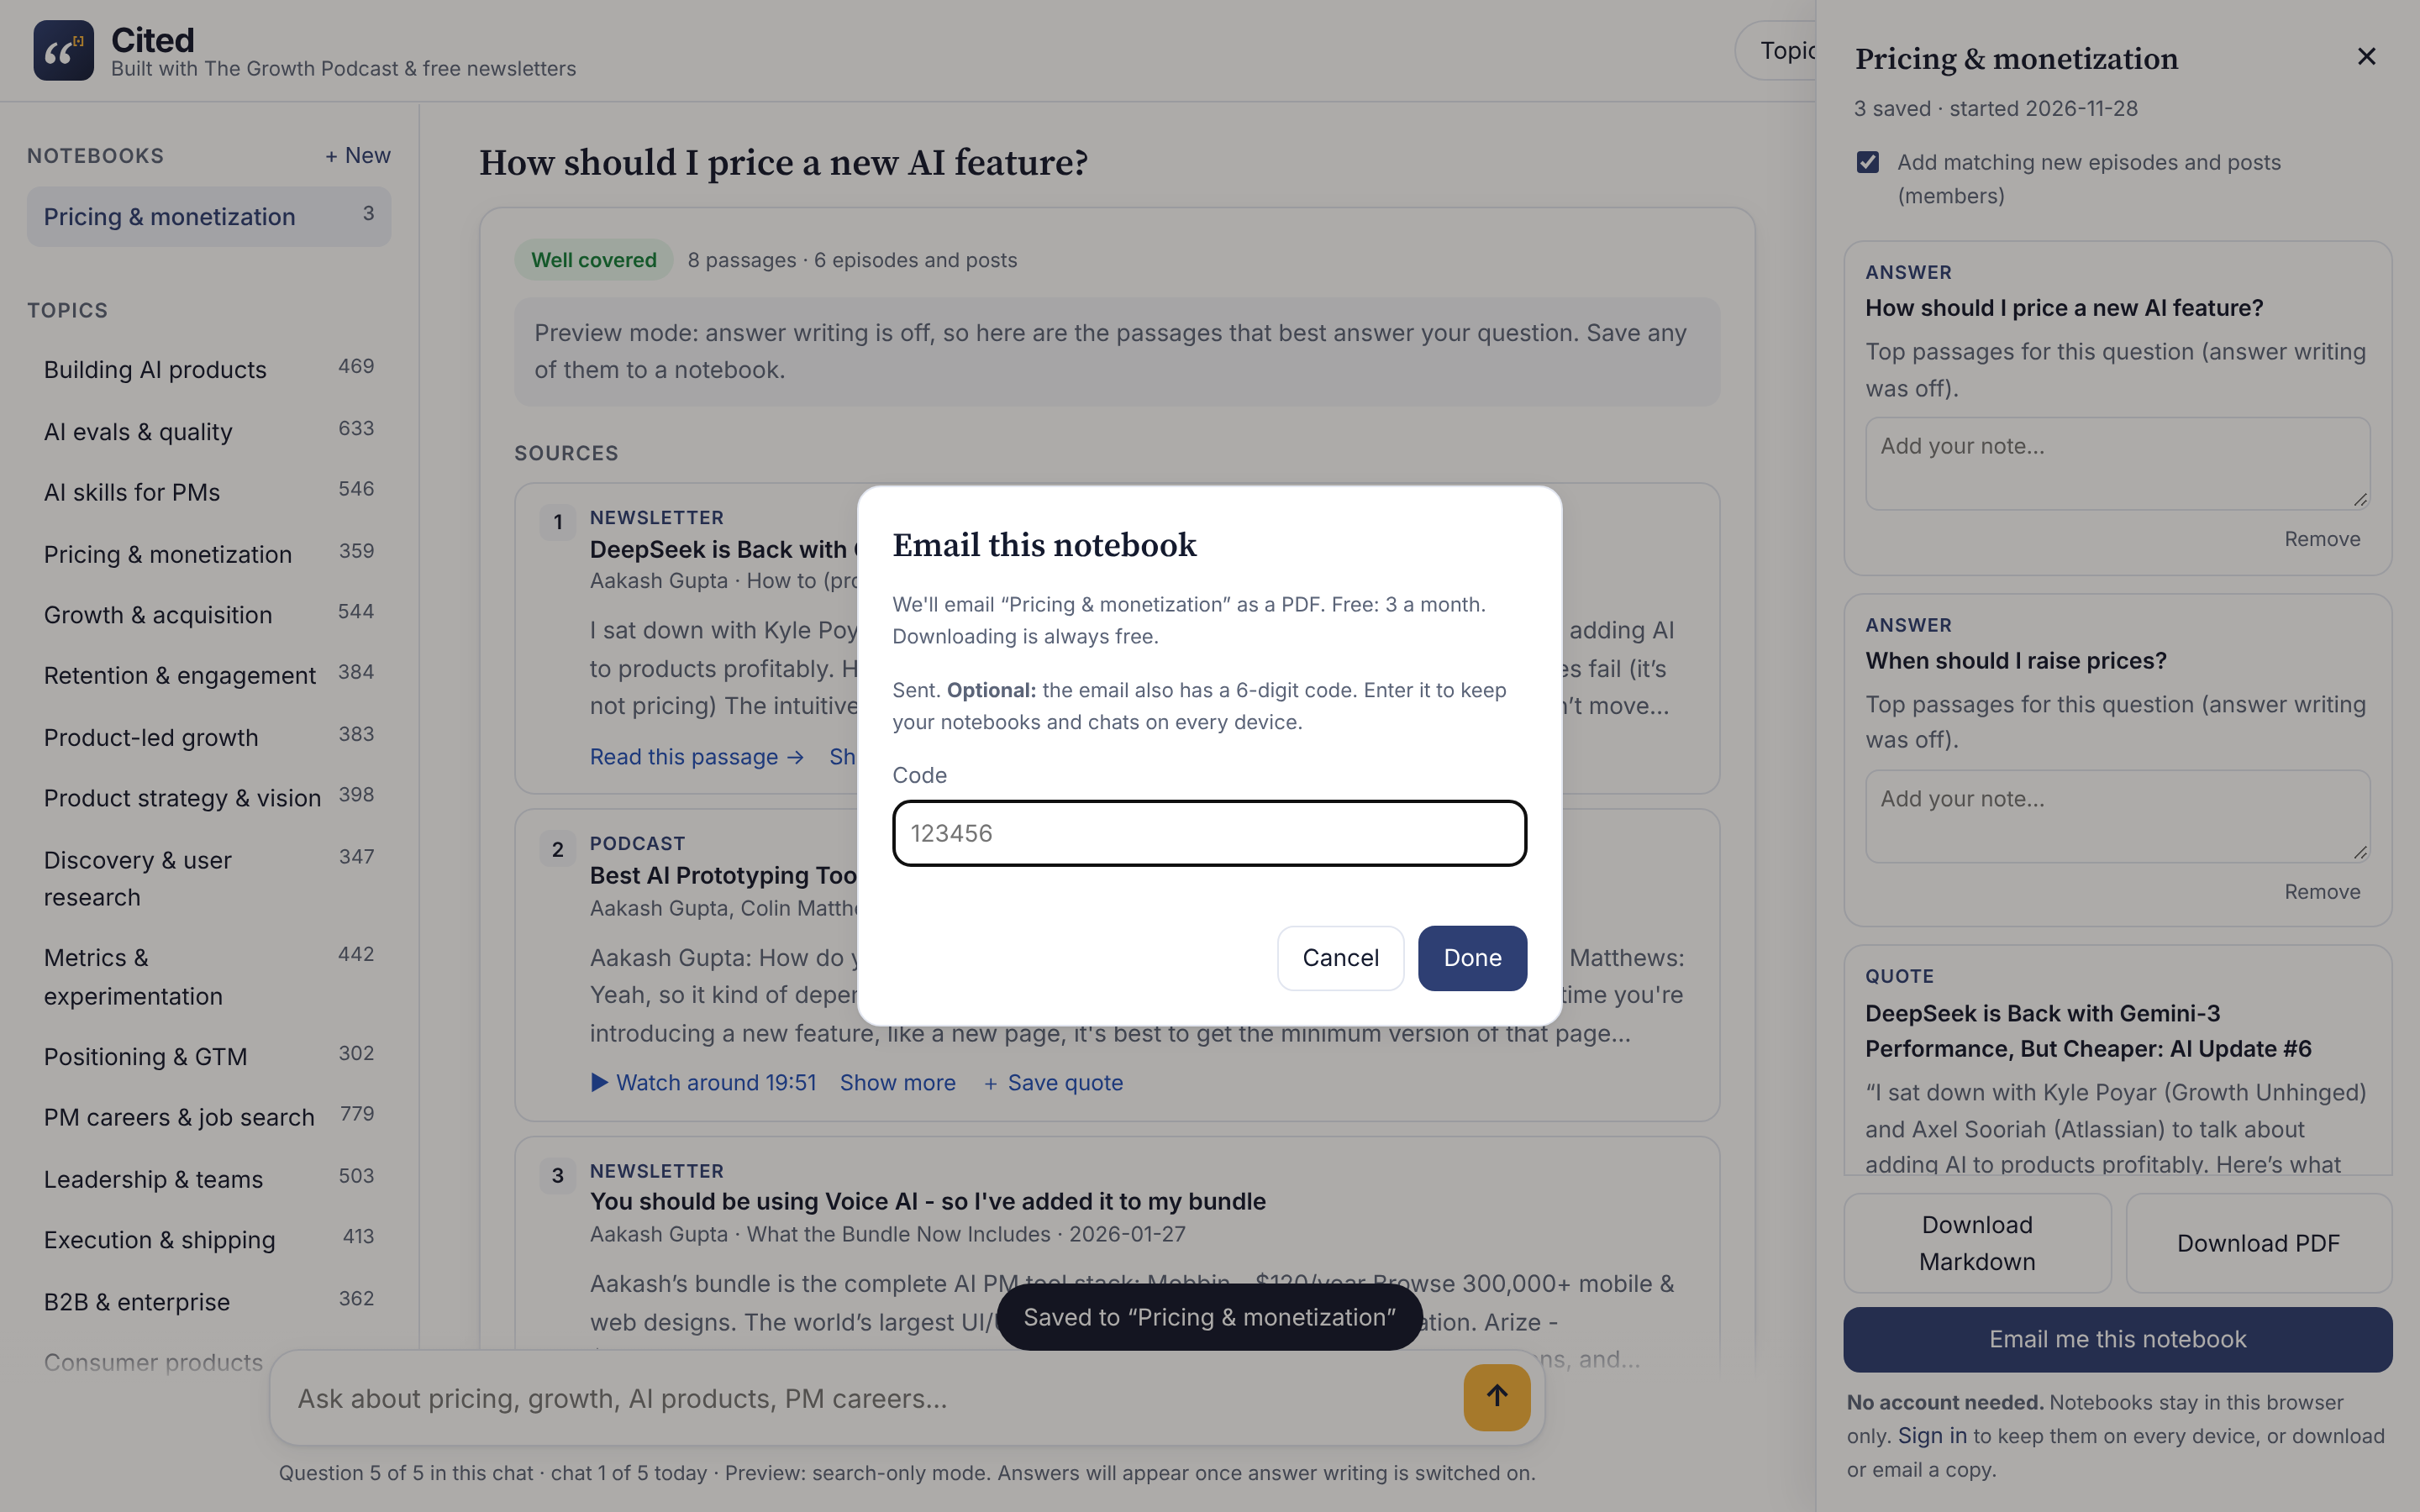 Cited
Built with The Growth Podcast & free newsletters
Topic
NOTEBOOKS
+ New
Pricing & monetization 3
TOPICS
Building AI products 469
AI evals & quality 633
AI skills for PMs 546
Pricing & monetization 359
Growth & acquisition 544
Retention & engagement 384
Product-led growth 383
Product strategy & vision 398
Discovery & user 347
research
Metrics & 442
experimentation
Positioning & GTM 302
PM careers & job search 779
Leadership & teams 503
Execution & shipping 413
B2B & enterprise 362
Consumer products
How should I price a new AI feature?
Well covered 8 passages · 6 episodes and posts
Preview mode: answer writing is off, so here are the passages that best answer your question. Save any
of them to a notebook.
SOURCES
1 NEWSLETTER
DeepSeek is Back with
Aakash Gupta · How to (pro
I sat down with Kyle Poy adding AI
to products profitably. H es fail (it’s
not pricing) The intuitive ’t move...
Read this passage → Sh
2 PODCAST
Best AI Prototyping Too
Aakash Gupta, Colin Matthe
Aakash Gupta: How do y Matthews:
Yeah, so it kind of deper time you're
introducing a new feature, like a new page, it's best to get the minimum version of that page...
▶ Watch around 19:51 Show more + Save quote
3 NEWSLETTER
You should be using Voice AI - so I've added it to my bundle
Aakash Gupta · What the Bundle Now Includes · 2026-01-27
Aakash’s bundle is the complete AI PM tool stack: Mobbin - $120/year Browse 300,000+ mobile &
web designs. The world’s largest UI/ ation. Arize -
ns, and...
Email this notebook
We'll email “Pricing & monetization” as a PDF. Free: 3 a month.
Downloading is always free.
Sent. Optional: the email also has a 6-digit code. Enter it to keep
your notebooks and chats on every device.
Code
123456
Cancel Done
Saved to “Pricing & monetization”
Ask about pricing, growth, AI products, PM careers...
Question 5 of 5 in this chat · chat 1 of 5 today · Preview: search-only mode. Answers will appear once answer writing is switched on.
Pricing & monetization
3 saved · started 2026-11-28
Add matching new episodes and posts
(members)
ANSWER
How should I price a new AI feature?
Top passages for this question (answer writing
was off).
Add your note...
Remove
ANSWER
When should I raise prices?
Top passages for this question (answer writing
was off).
Add your note...
Remove
QUOTE
DeepSeek is Back with Gemini-3
Performance, But Cheaper: AI Update #6
“I sat down with Kyle Poyar (Growth Unhinged)
and Axel Sooriah (Atlassian) to talk about
adding AI to products profitably. Here’s what
Download
Markdown
Download PDF
Email me this notebook
No account needed. Notebooks stay in this browser
only. Sign in to keep them on every device, or download
or email a copy.